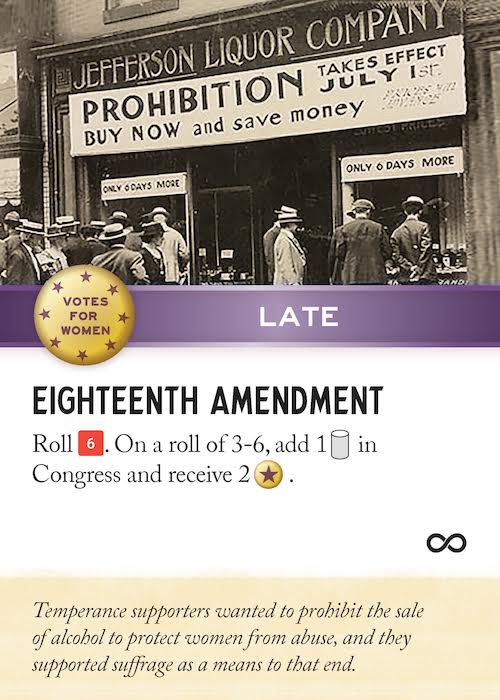 JEFFERSON LIQUOR COMPANY
PROHIBITION TAKES EFFECT JULY 1ST.
BUY NOW and save money
ONLY 6 DAYS MORE
ONLY 6 DAYS MORE
VOTES
FOR
WOMEN
LATE
EIGHTEENTH AMENDMENT
Roll 6. On a roll of 3-6, add 1 in
Congress and receive 2 .
∞
Temperance supporters wanted to prohibit the sale
of alcohol to protect women from abuse, and they
supported suffrage as a means to that end.